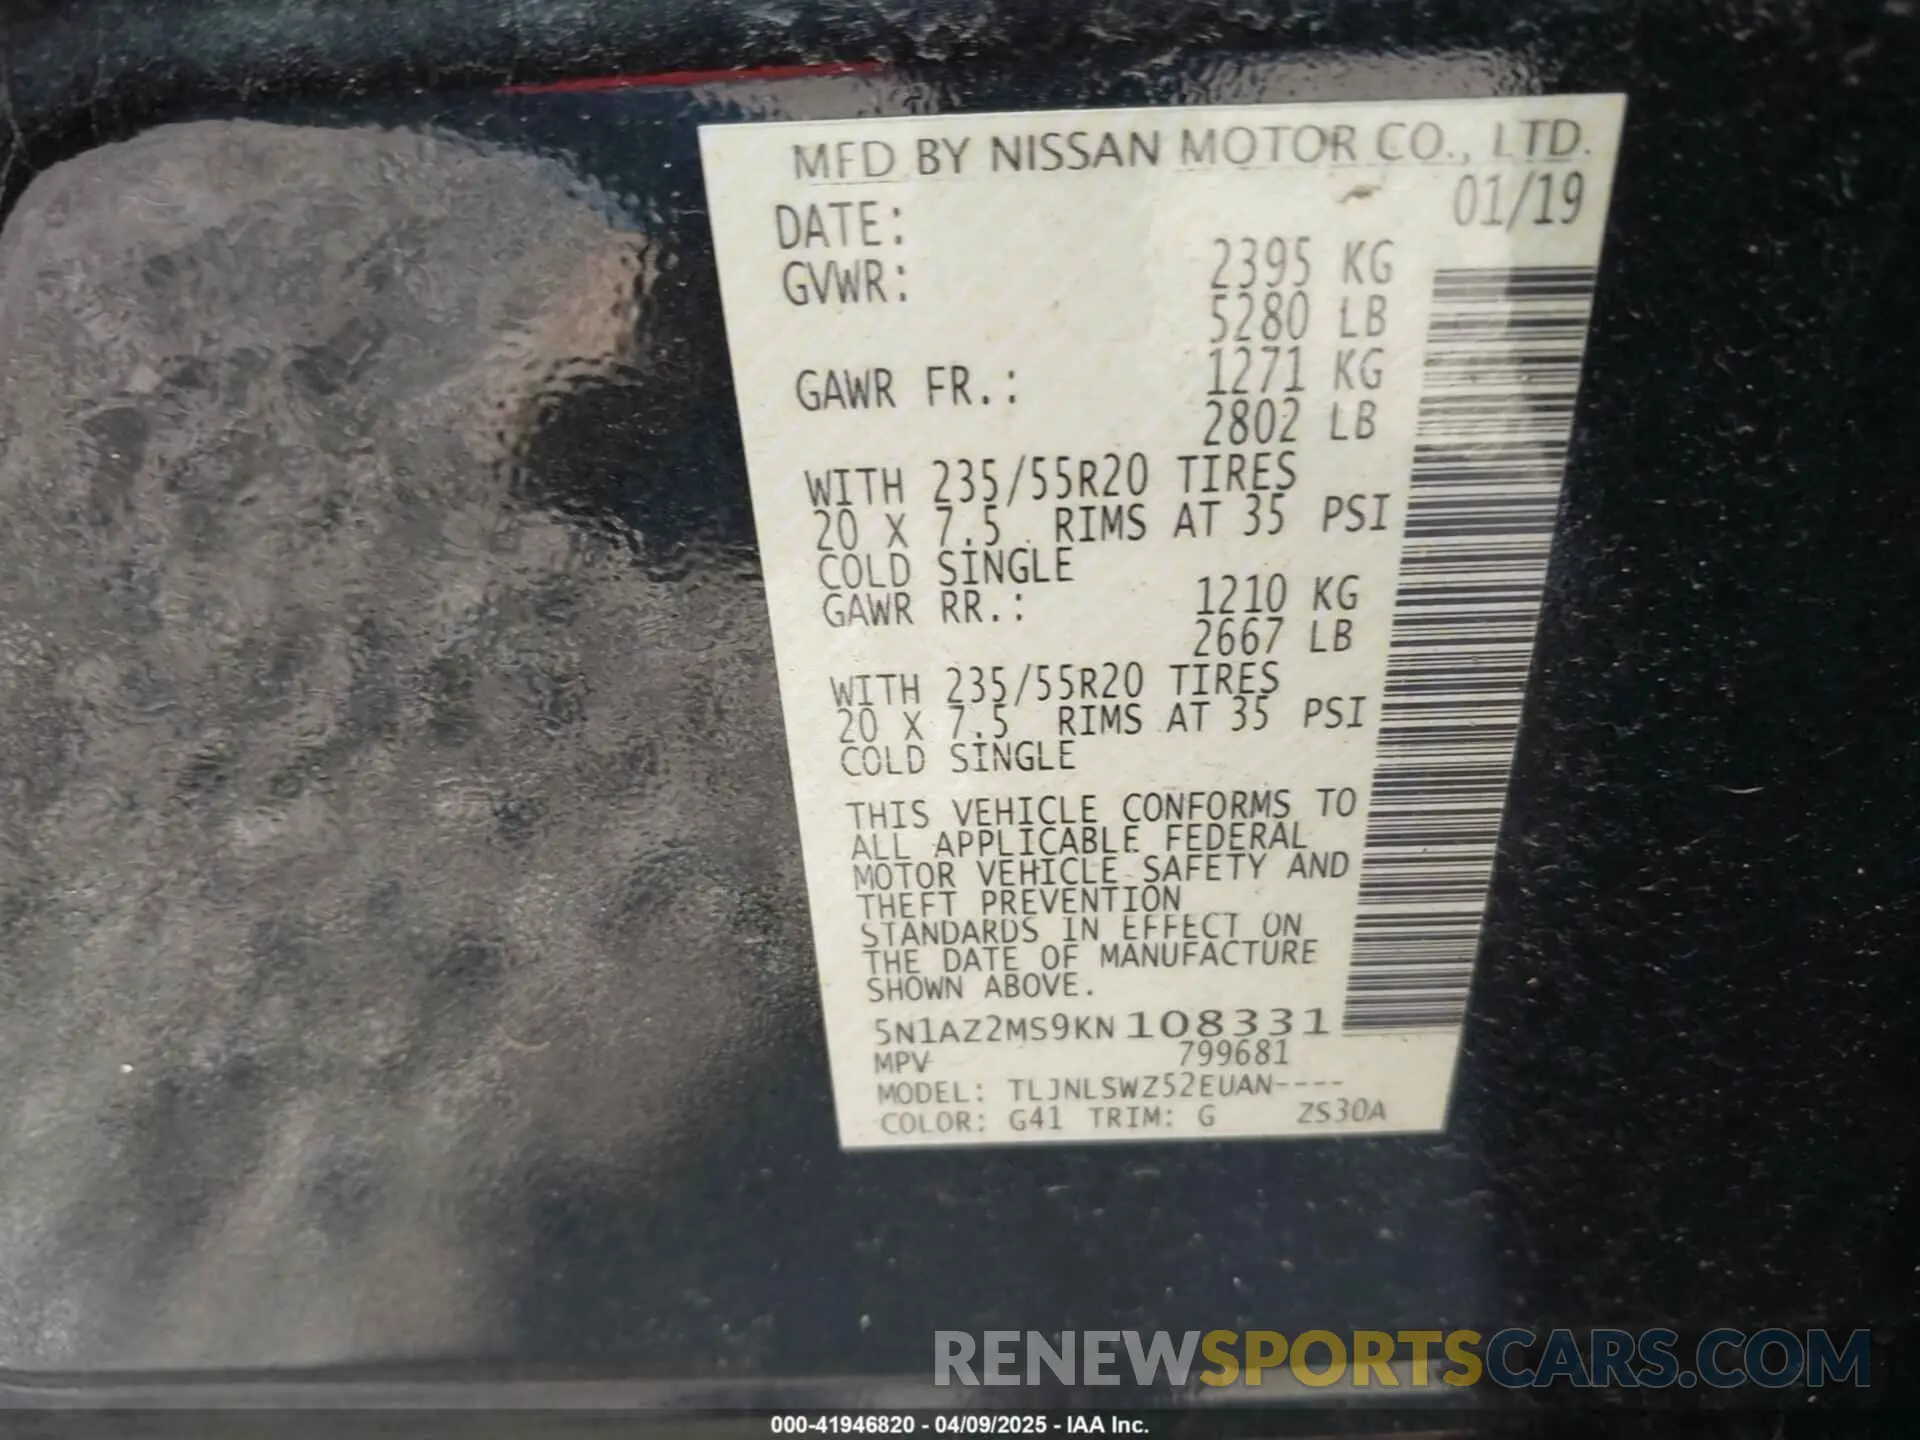 MFD BY NISSAN MOTOR CO., LTD.
DATE: 01/19
GVWR: 2395 KG
5280 LB
GAWR FR.: 1271 KG
2802 LB
WITH 235/55R20 TIRES
20 X 7.5 RIMS AT 35 PSI
COLD SINGLE
GAWR RR.: 1210 KG
2667 LB
WITH 235/55R20 TIRES
20 X 7.5 RIMS AT 35 PSI
COLD SINGLE
THIS VEHICLE CONFORMS TO
ALL APPLICABLE FEDERAL
MOTOR VEHICLE SAFETY AND
THEFT PREVENTION
STANDARDS IN EFFECT ON
THE DATE OF MANUFACTURE
SHOWN ABOVE.
5N1AZ2MS9KN108331
MPV 799681
MODEL: TLJNLSWZ52EUAN----
COLOR: G41 TRIM: G ZS30A
RENEWSPORTSCARS.COM
000-41946820 - 04/09/2025 - IAA Inc.